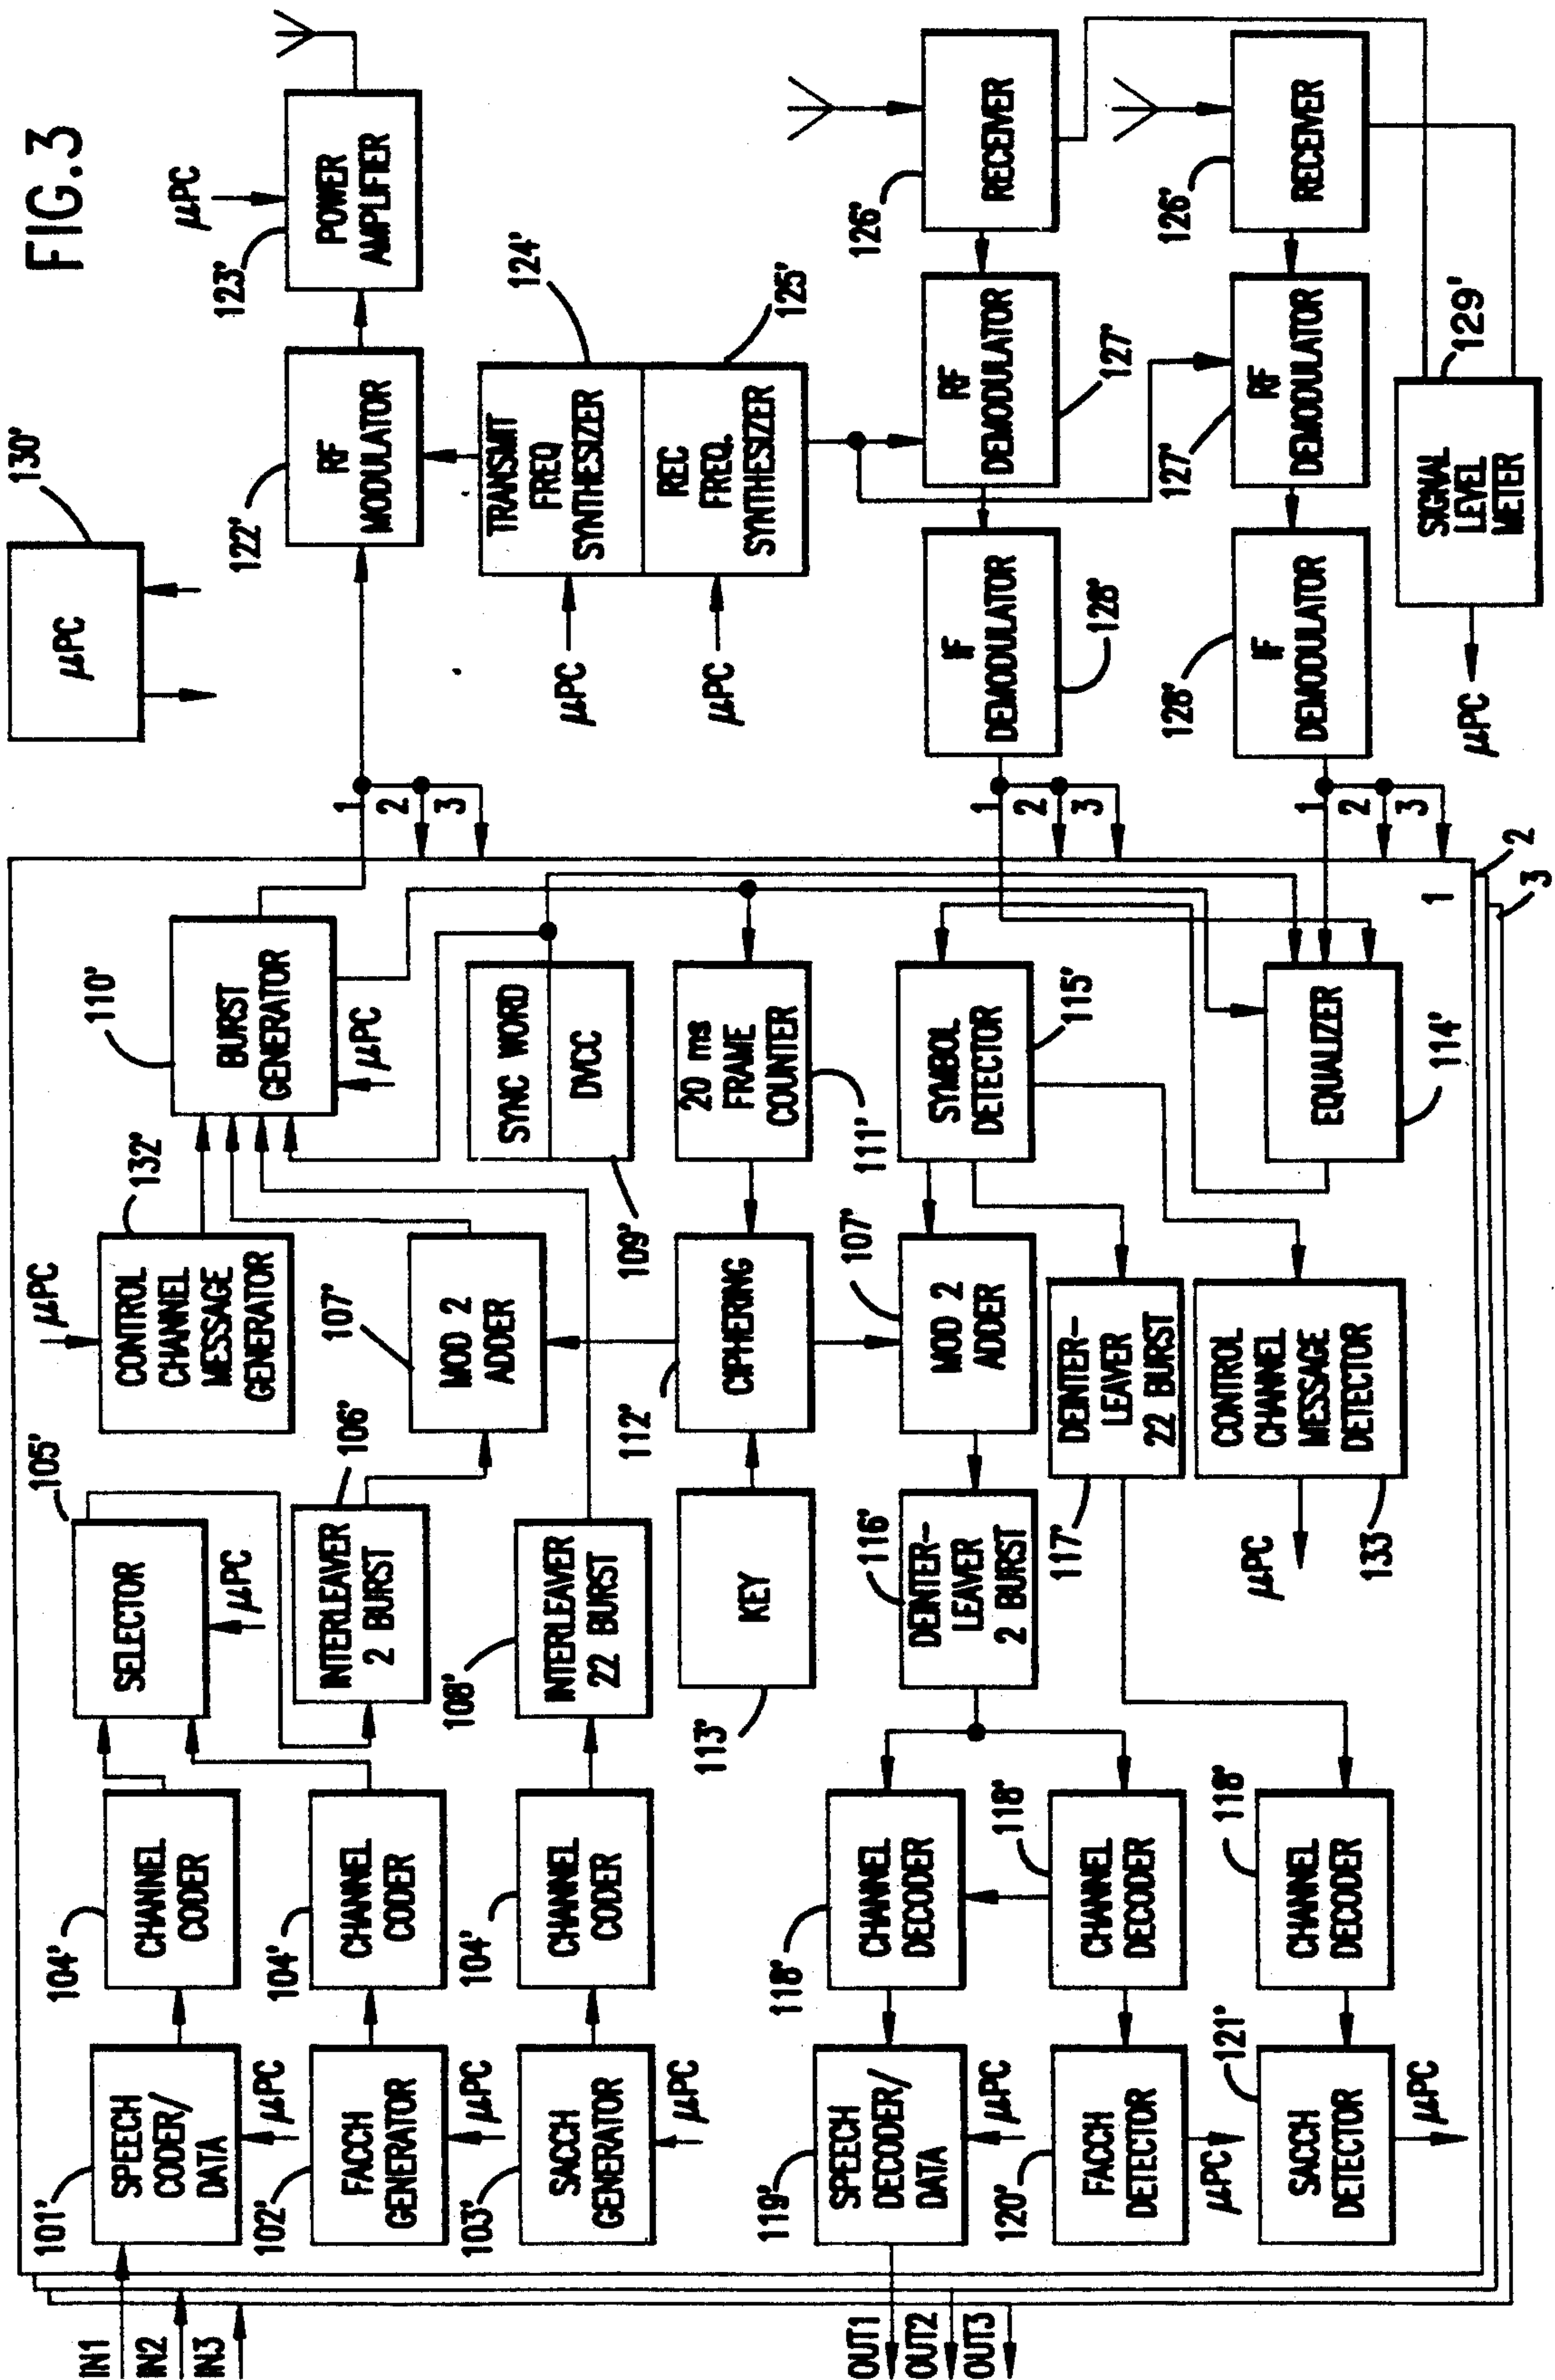 FIG.3
IN1
IN2
IN3
101'
SPEECH
CODER/
DATA
μPC
104'
CHANNEL
CODER
105'
SELECTOR
μPC
μPC
CONTROL
CHANNEL
MESSAGE
GENERATOR
132'
110'
BURST
GENERATOR
μPC
1
2
3
130'
μPC
122'
RF
MODULATOR
123'
μPC
POWER
AMPLIFIER
102'
FACCH
GENERATOR
μPC
104'
CHANNEL
CODER
INTERLEAVER
2 BURST
106'
107'
MOD 2
ADDER
SYNC WORD
DVCC
109'
μPC
TRANSMIT
FREQ
SYNTHESIZER
124'
μPC
REC
FREQ.
SYNTHESIZER
125'
103'
SACCH
GENERATOR
μPC
104'
CHANNEL
CODER
108'
INTERLEAVER
22 BURST
113'
KEY
112'
CIPHERING
20 ms
FRAME
COUNTER
111'
OUT1
OUT2
OUT3
119'
SPEECH
DECODER/
DATA
μPC
118'
CHANNEL
DECODER
116'
DEINTER-
LEAVER
2 BURST
107'
MOD 2
ADDER
SYMBOL
DETECTOR
115'
1
2
3
IF
DEMODULATOR
128'
RF
DEMODULATOR
127'
126'
RECEIVER
120'
FACCH
DETECTOR
μPC
118'
CHANNEL
DECODER
117'
DEINTER-
LEAVER
22 BURST
121'
SACCH
DETECTOR
μPC
118'
CHANNEL
DECODER
μPC
CONTROL
CHANNEL
MESSAGE
DETECTOR
133
EQUALIZER
114'
1
2
3
128'
IF
DEMODULATOR
127'
RF
DEMODULATOR
126'
RECEIVER
1
2
3
μPC
SIGNAL
LEVEL
METER
129'